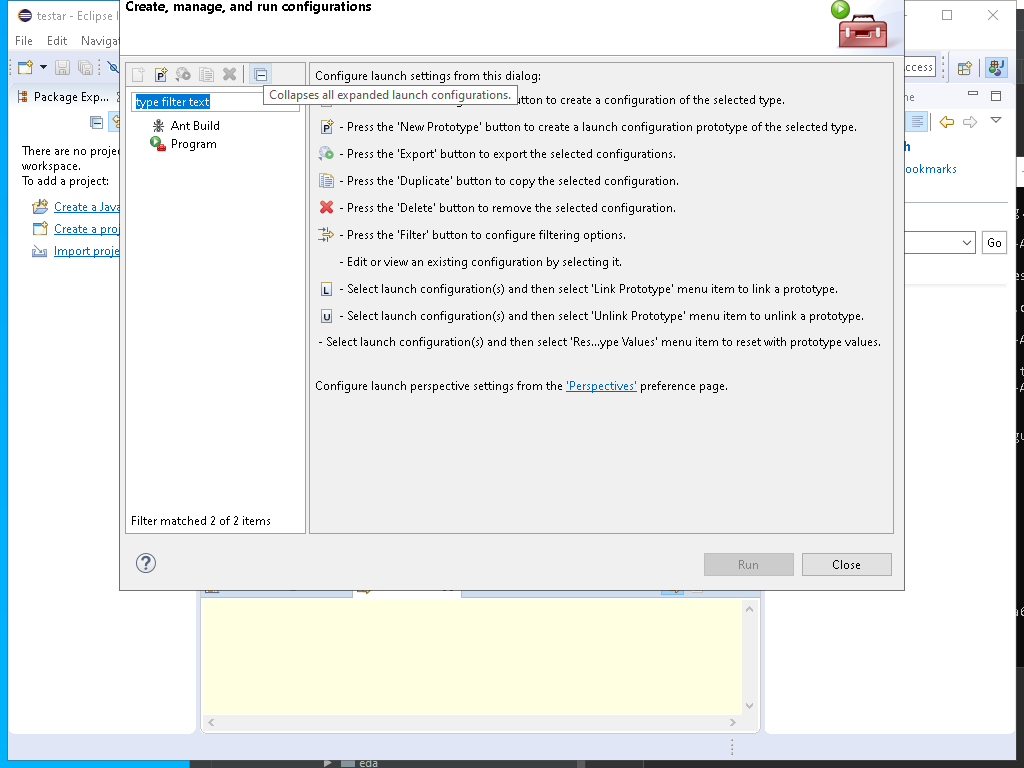 testar - Eclipse I
Create, manage, and run configurations
File Edit Naviga
Package Exp...
There are no proje
workspace.
To add a project:
Create a Java
Create a proj
Import proje
type filter text
Ant Build
Program
Filter matched 2 of 2 items
Configure launch settings from this dialog:
Collapses all expanded launch configurations.
utton to create a configuration of the selected type.
- Press the 'New Prototype' button to create a launch configuration prototype of the selected type.
- Press the 'Export' button to export the selected configurations.
- Press the 'Duplicate' button to copy the selected configuration.
- Press the 'Delete' button to remove the selected configuration.
- Press the 'Filter' button to configure filtering options.
- Edit or view an existing configuration by selecting it.
L - Select launch configuration(s) and then select 'Link Prototype' menu item to link a prototype.
U - Select launch configuration(s) and then select 'Unlink Prototype' menu item to unlink a prototype.
- Select launch configuration(s) and then select 'Res...ype Values' menu item to reset with prototype values.
Configure launch perspective settings from the 'Perspectives' preference page.
Run Close
ccess
ne
h
ookmarks
Go
eda